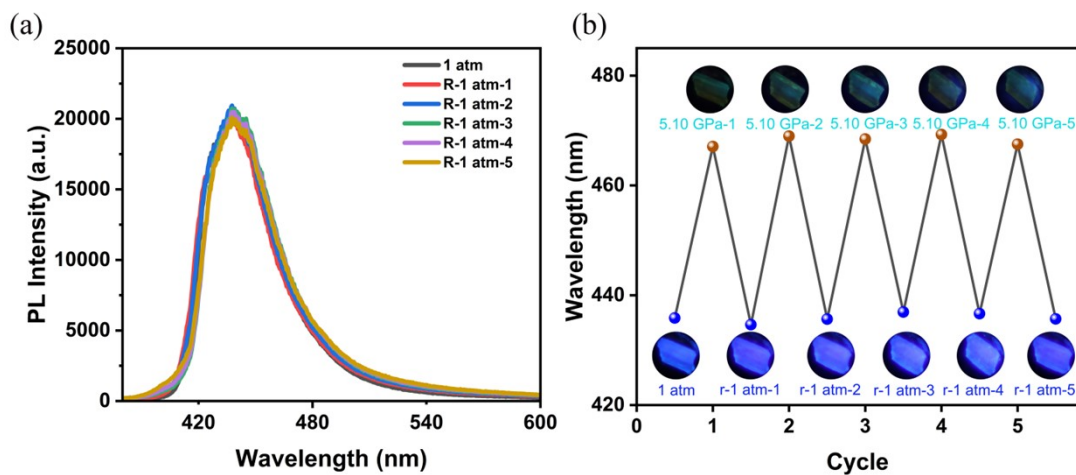 (a)
25000
20000
15000
10000
5000
0
PL Intensity (a.u.)
1 atm
R-1 atm-1
R-1 atm-2
R-1 atm-3
R-1 atm-4
R-1 atm-5
420 480 540 600
Wavelength (nm)
(b)
480
460
440
420
Wavelength (nm)
5.10 GPa-1 5.10 GPa-2 5.10 GPa-3 5.10 GPa-4 5.10 GPa-5
1 atm r-1 atm-1 r-1 atm-2 r-1 atm-3 r-1 atm-4 r-1 atm-5
0 1 2 3 4 5
Cycle